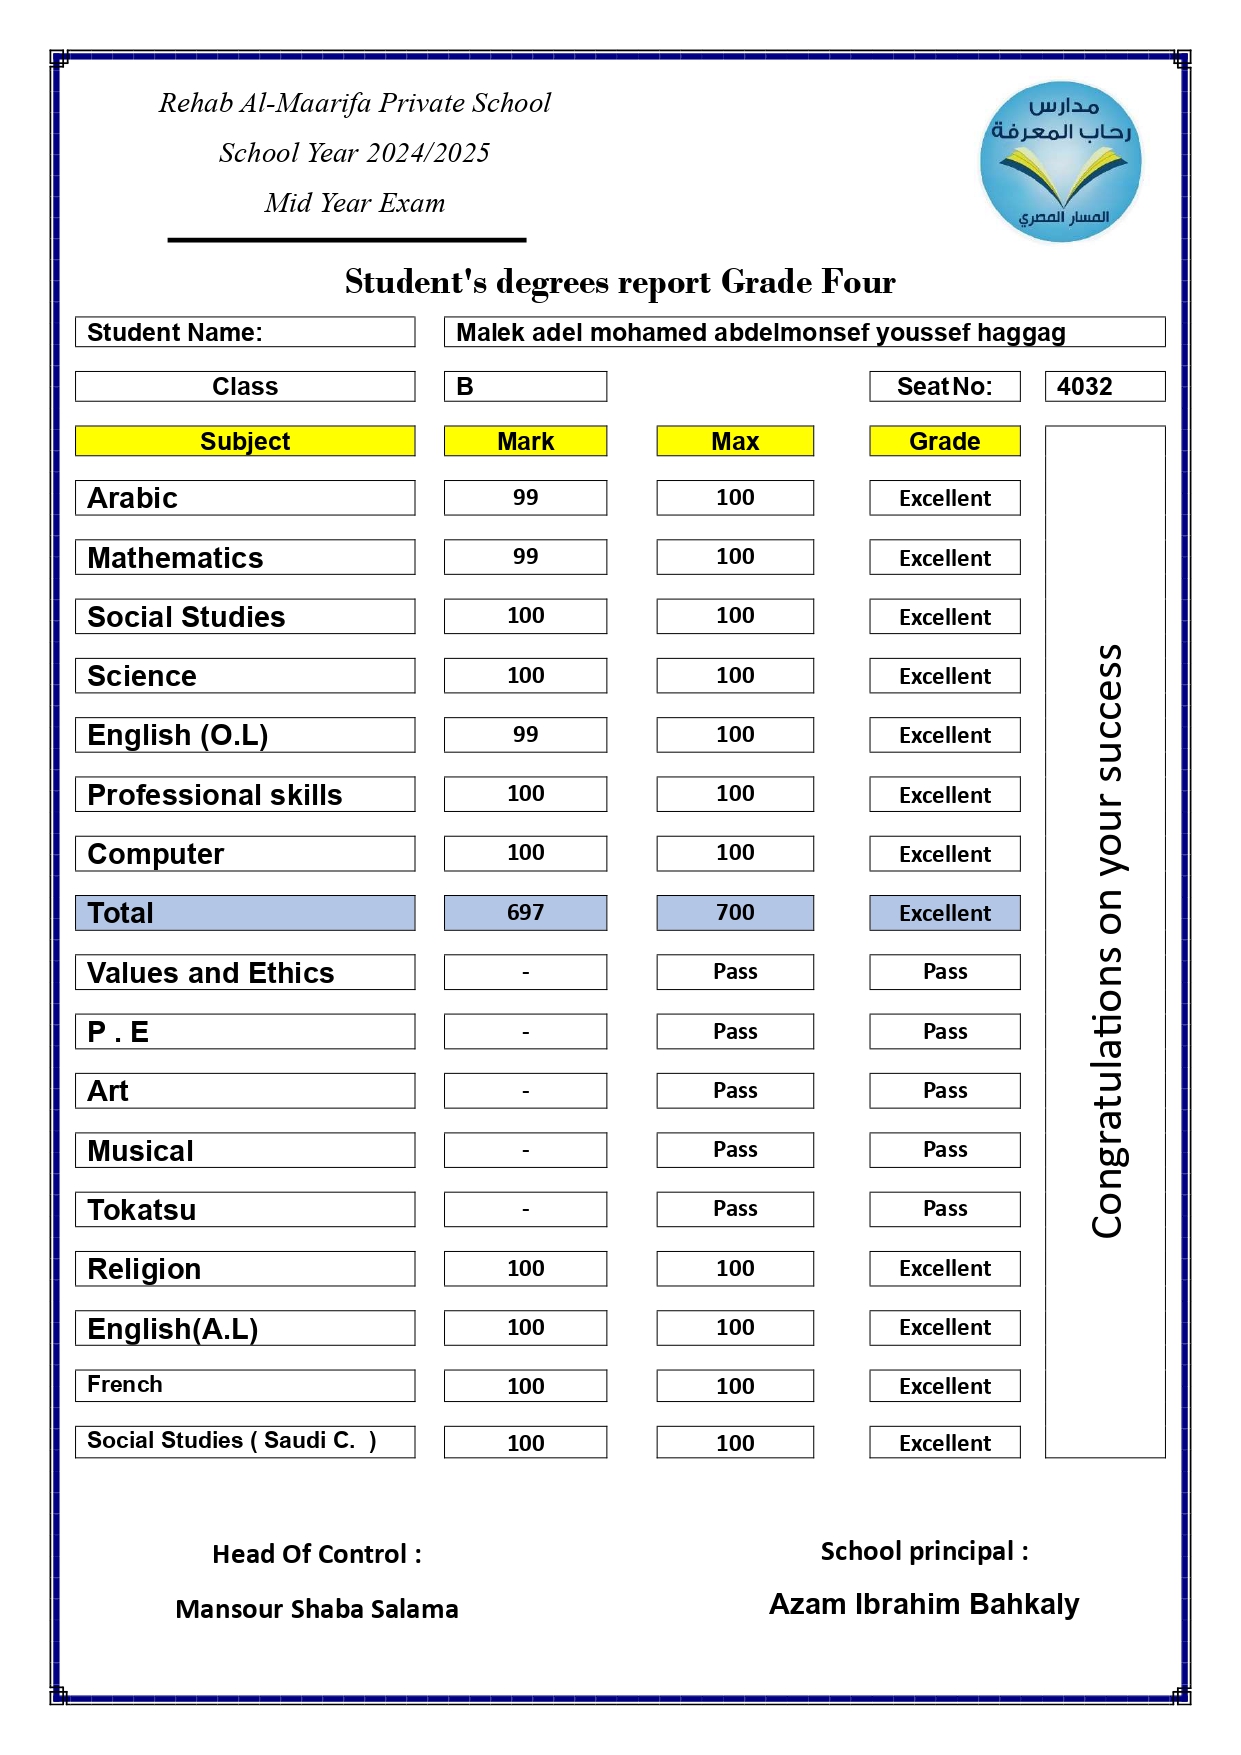 Rehab Al-Maarifa Private School
School Year 2024/2025
Mid Year Exam
مدارس
رحاب المعرفة
المسار المصري
Student's degrees report Grade Four
Student Name: Malek adel mohamed abdelmonsef youssef haggag
Class B Seat No: 4032
Subject Mark Max Grade
Arabic 99 100 Excellent
Mathematics 99 100 Excellent
Social Studies 100 100 Excellent
Science 100 100 Excellent
English (O.L) 99 100 Excellent
Professional skills 100 100 Excellent
Computer 100 100 Excellent
Total 697 700 Excellent
Values and Ethics - Pass Pass
P . E - Pass Pass
Art - Pass Pass
Musical - Pass Pass
Tokatsu - Pass Pass
Religion 100 100 Excellent
English(A.L) 100 100 Excellent
French 100 100 Excellent
Social Studies ( Saudi C. ) 100 100 Excellent
Congratulations on your success
Head Of Control : School principal :
Mansour Shaba Salama Azam Ibrahim Bahkaly